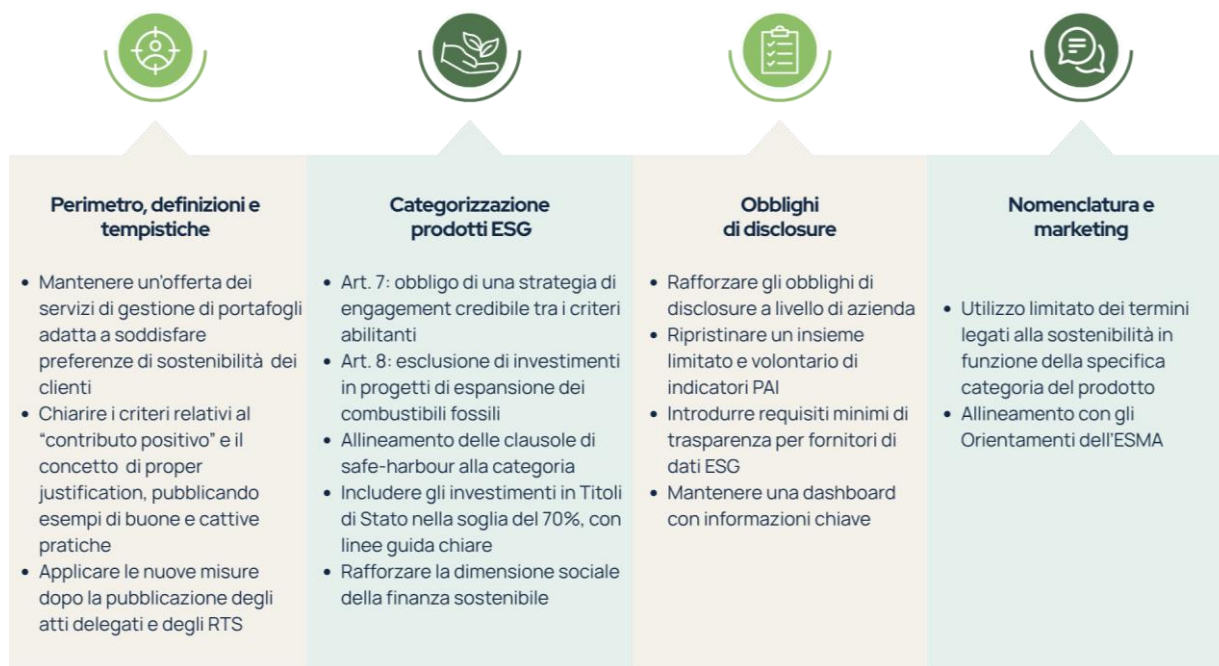 Perimetro, definizioni e
tempistiche
• Mantenere un'offerta dei
servizi di gestione di portafogli
adatta a soddisfare
preferenze di sostenibilità dei
clienti
• Chiarire i criteri relativi al
“contributo positivo” e il
concetto di proper
justification, pubblicando
esempi di buone e cattive
pratiche
• Applicare le nuove misure
dopo la pubblicazione degli
atti delegati e degli RTS
Categorizzazione
prodotti ESG
• Art. 7: obbligo di una strategia di
engagement credibile tra i criteri
abilitanti
• Art. 8: esclusione di investimenti
in progetti di espansione dei
combustibili fossili
• Allineamento delle clausole di
safe-harbour alla categoria
• Includere gli investimenti in Titoli
di Stato nella soglia del 70%, con
linee guida chiare
• Rafforzare la dimensione sociale
della finanza sostenibile
Obblighi
di disclosure
• Rafforzare gli obblighi di
disclosure a livello di azienda
• Ripristinare un insieme
limitato e volontario di
indicatori PAI
• Introdurre requisiti minimi di
trasparenza per fornitori di
dati ESG
• Mantenere una dashboard
con informazioni chiave
Nomenclatura e
marketing
• Utilizzo limitato dei termini
legati alla sostenibilità in
funzione della specifica
categoria del prodotto
• Allineamento con gli
Orientamenti dell'ESMA